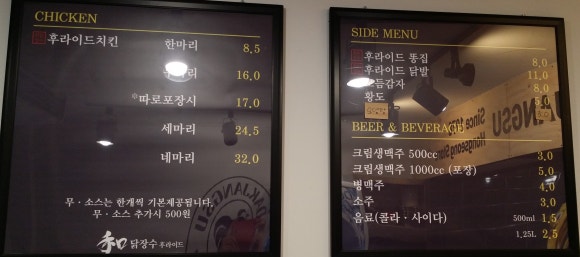 CHICKEN
후라이드치킨 한마리 8,5
두마리 16,0
※따로포장시 17,0
세마리 24,5
네마리 32,0
무·소스는 한개씩 기본제공됩니다.
무·소스 추가시 500원
닭장수 후라이드
SIDE MENU
후라이드 똥집 8,0
후라이드 닭발 11,0
모듬감자 8,0
황도 5,0
BEER & BEVERAGE
크림생맥주 500cc 3,0
크림생맥주 1000cc (포장) 5,0
병맥주 4,0
소주 3,0
음료(콜라·사이다) 500ml 1,5
1.25L 2,5